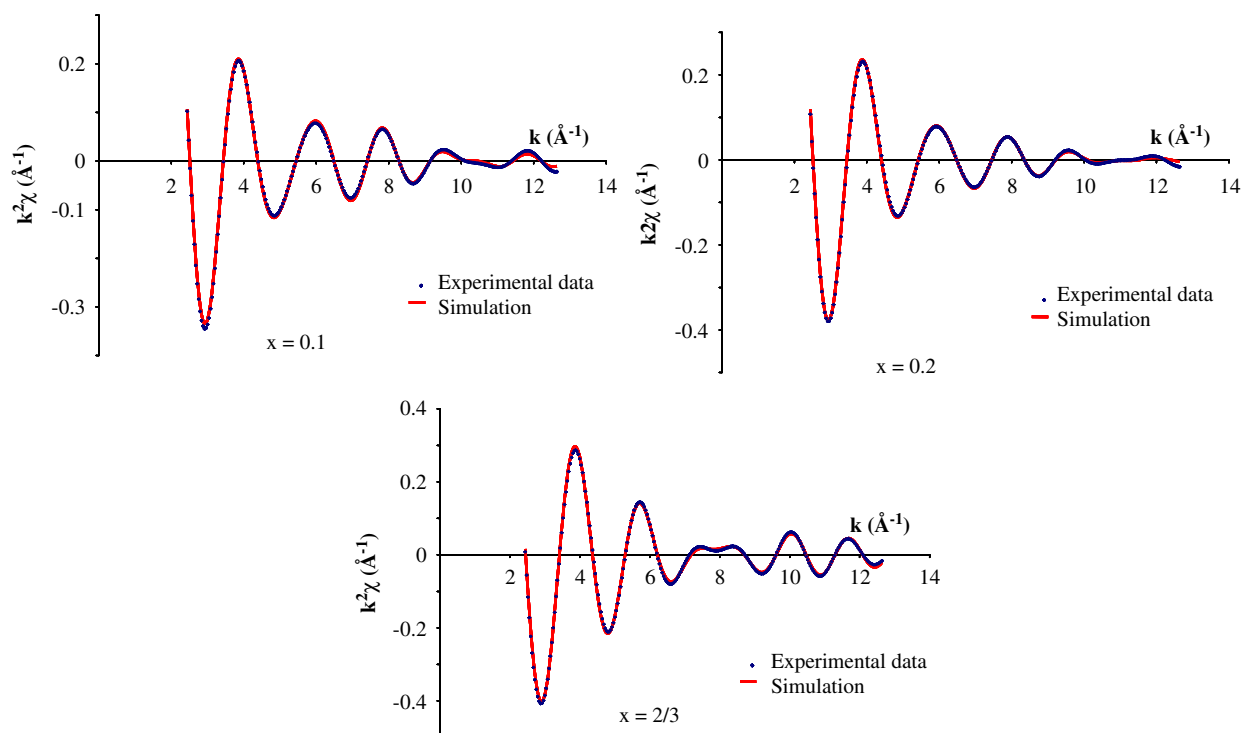 0.2
k (Å-1)
0
2 4 6 8 10 12 14
-0.1
-0.3
k2χ (Å-1)
Experimental data
Simulation
x = 0.1
0.2
k (Å-1)
0
2 4 6 8 10 12 14
-0.2
-0.4
k2χ (Å-1)
Experimental data
Simulation
x = 0.2
0.4
0.2
k (Å-1)
0
2 4 6 8 10 12 14
-0.2
-0.4
k2χ (Å-1)
Experimental data
Simulation
x = 2/3